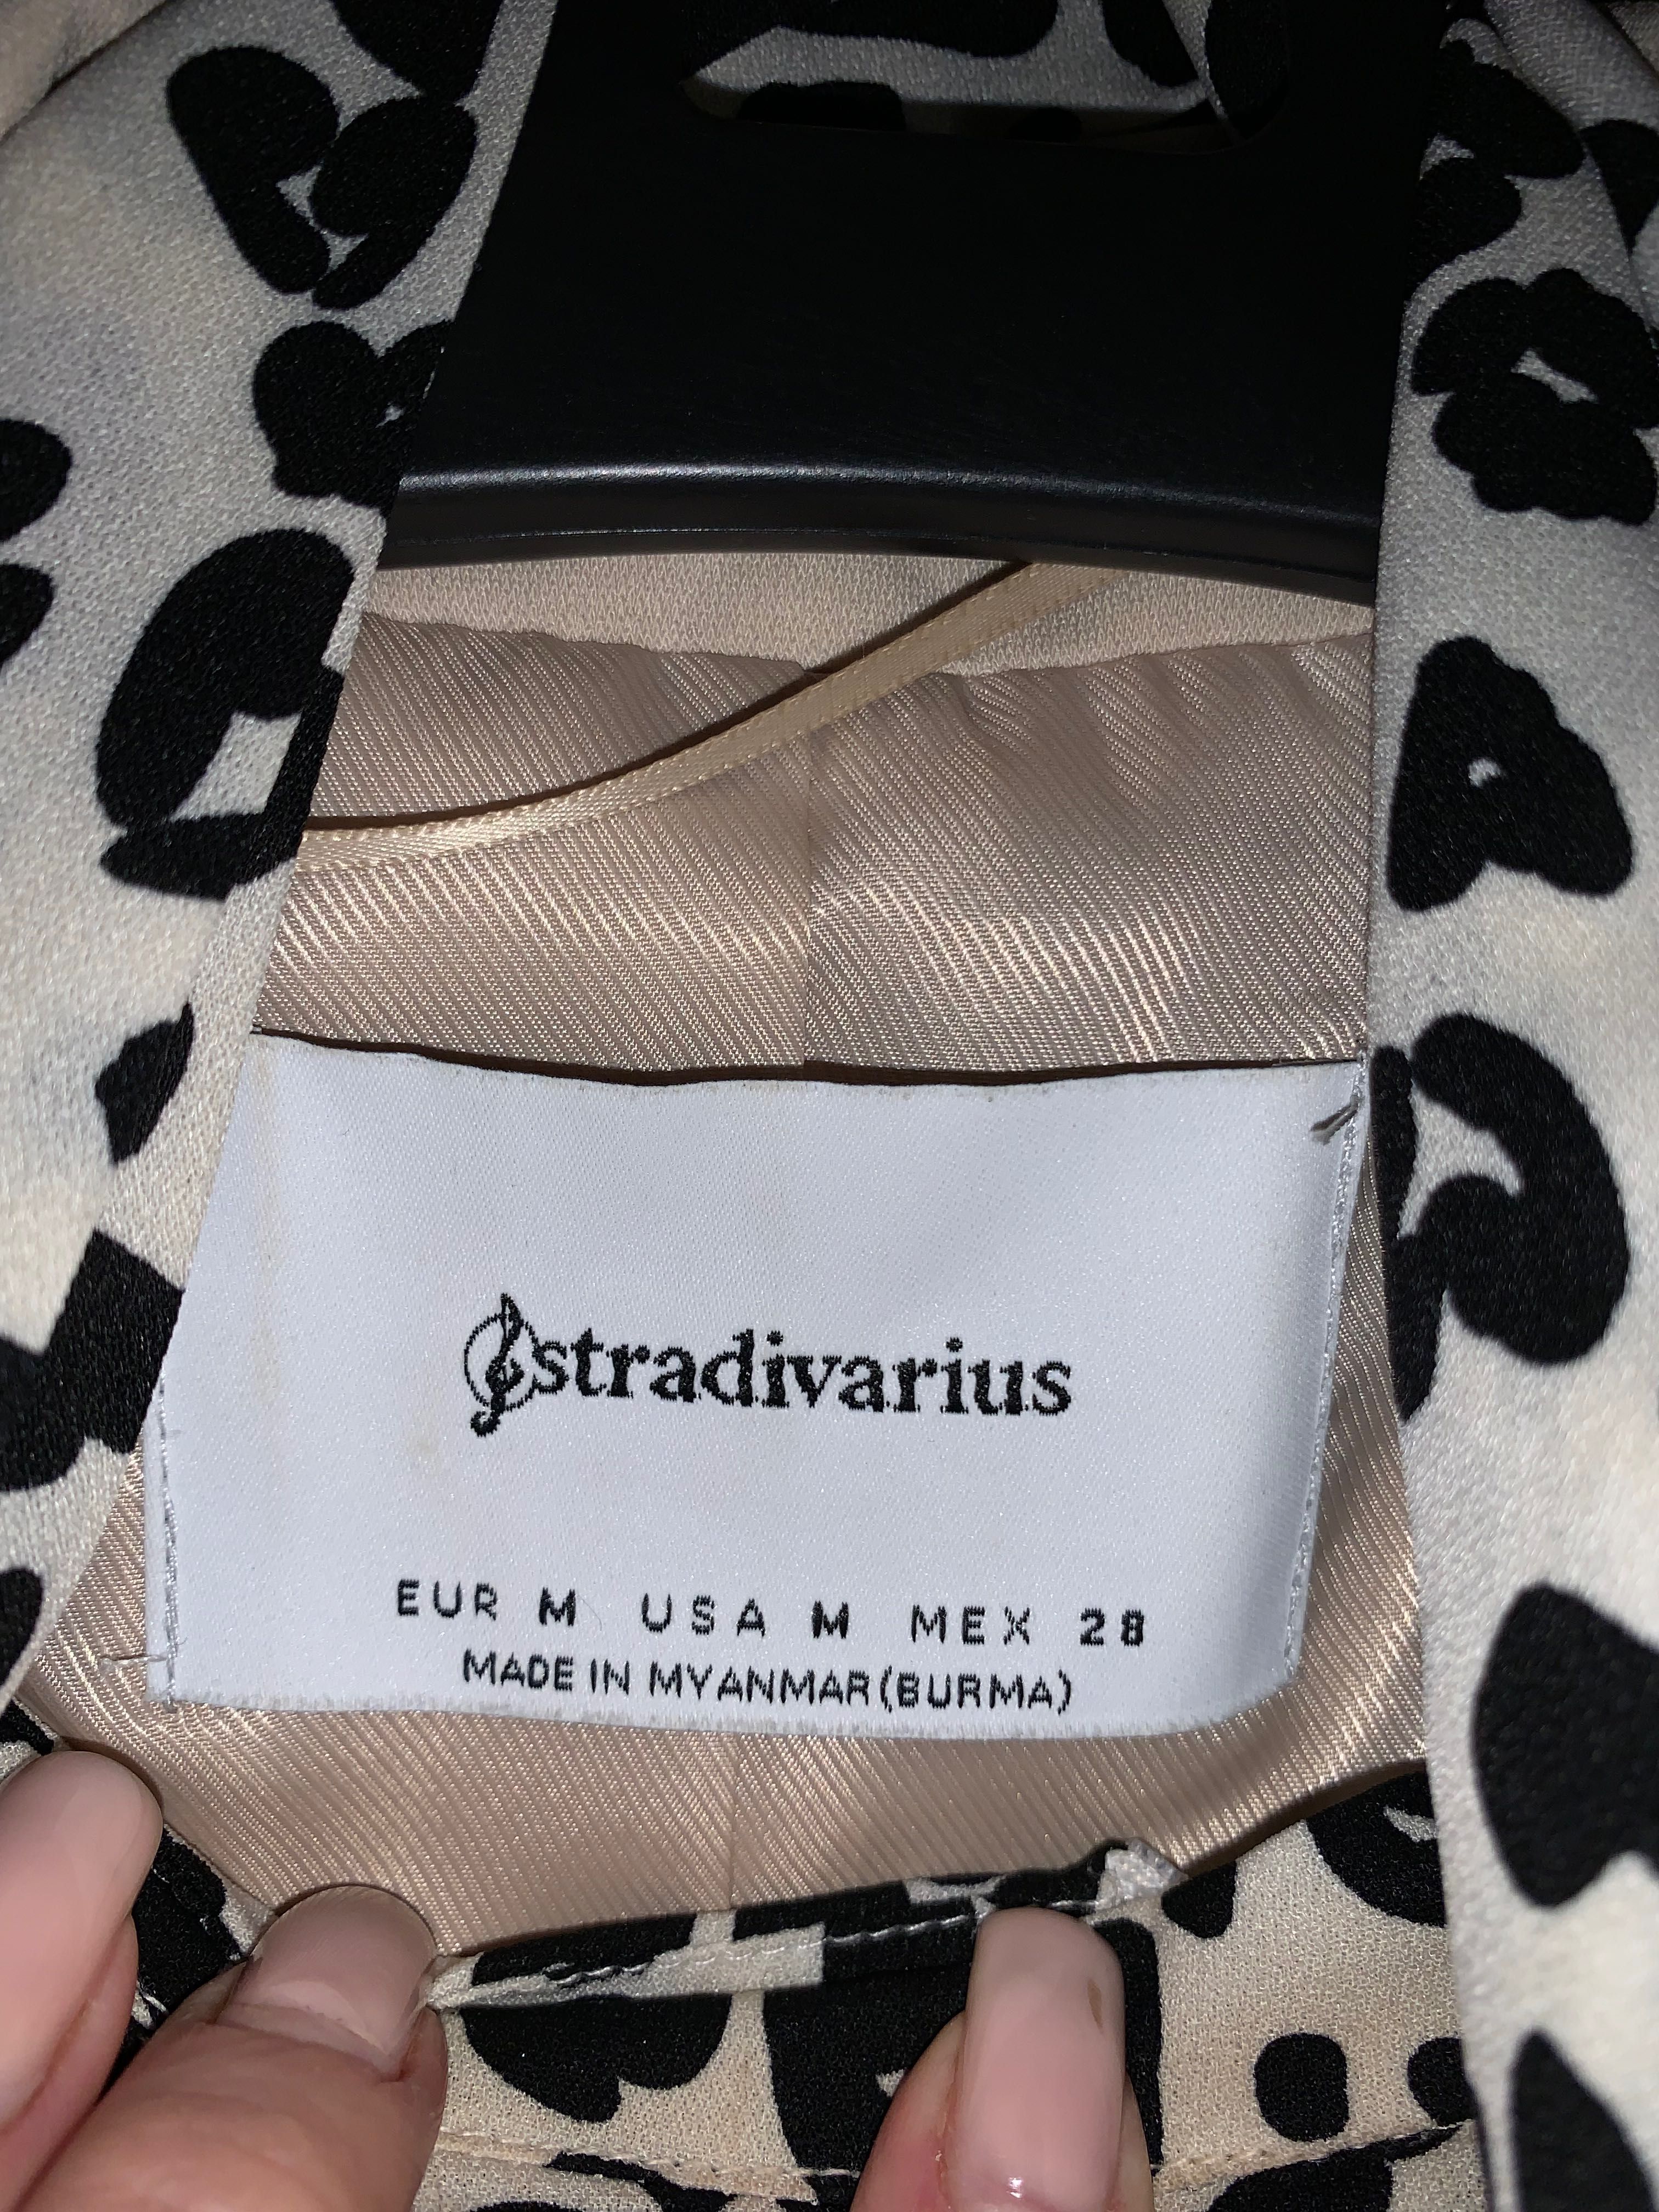 stradivarius
EUR M USA M MEX 28
MADE IN MYANMAR(BURMA)